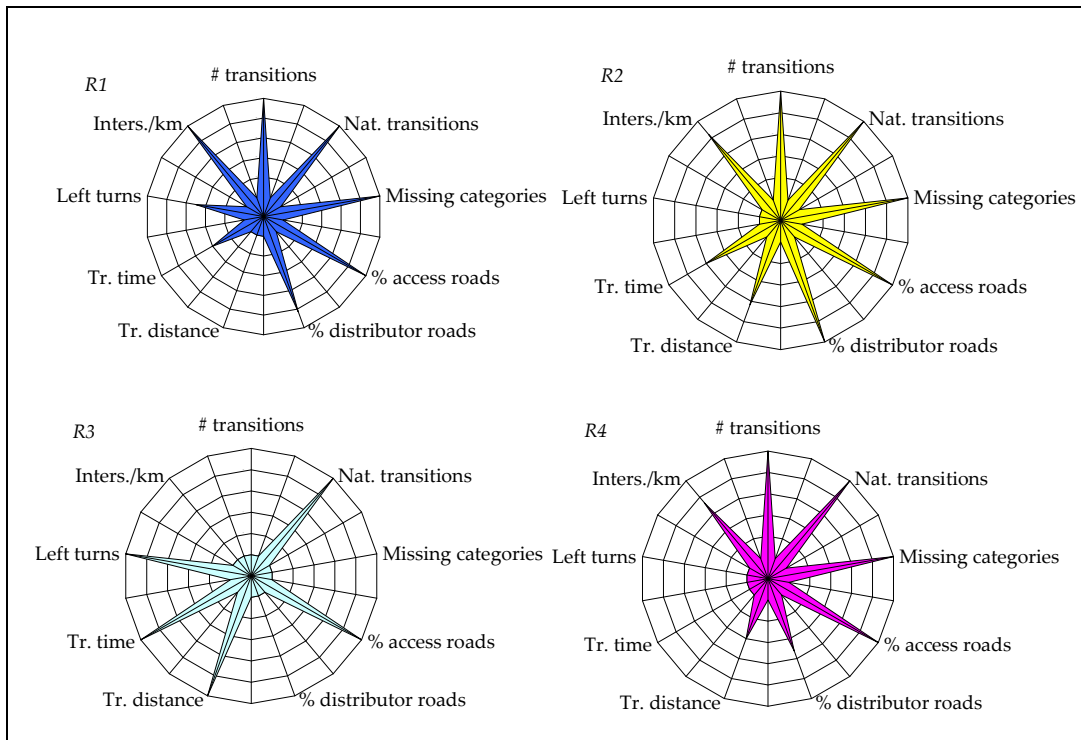 R1
# transitions
Inters./km
Nat. transitions
Left turns
Missing categories
Tr. time
% access roads
Tr. distance
% distributor roads
R2
# transitions
Inters./km
Nat. transitions
Left turns
Missing categories
Tr. time
% access roads
Tr. distance
% distributor roads
R3
# transitions
Inters./km
Nat. transitions
Left turns
Missing categories
Tr. time
% access roads
Tr. distance
% distributor roads
R4
# transitions
Inters./km
Nat. transitions
Left turns
Missing categories
Tr. time
% access roads
Tr. distance
% distributor roads